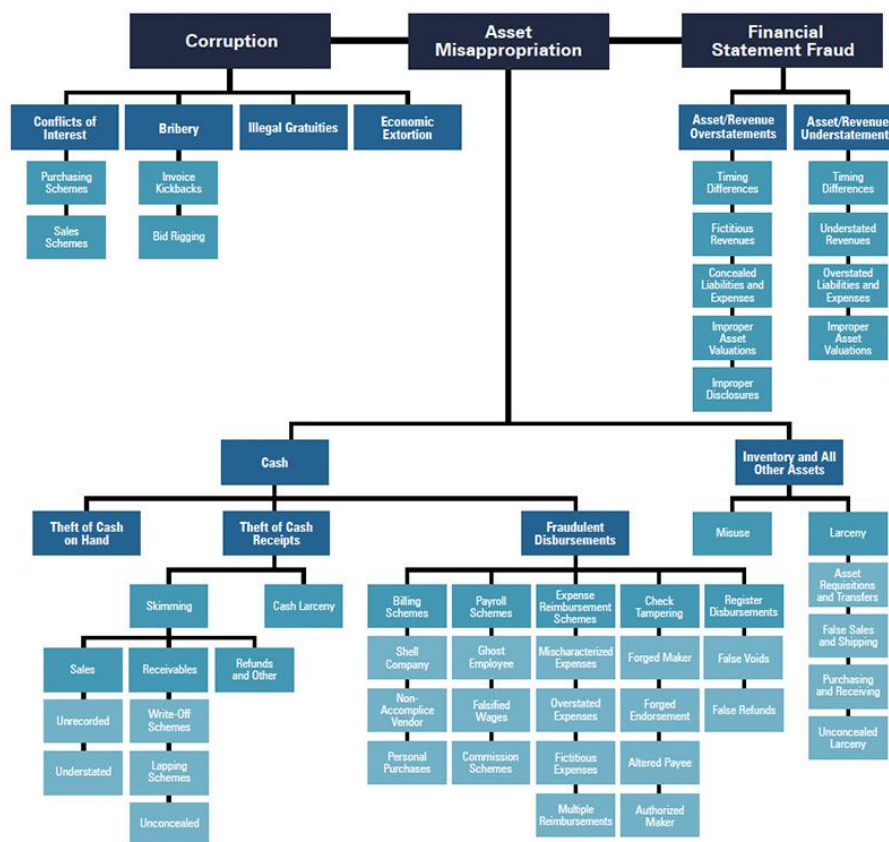 Corruption
Asset
Misappropriation
Financial
Statement Fraud
Conflicts of
Interest
Bribery
Illegal Gratuities
Economic
Extortion
Asset/Revenue
Overstatements
Asset/Revenue
Understatements
Purchasing
Schemes
Invoice
Kickbacks
Timing
Differences
Timing
Differences
Sales
Schemes
Bid Rigging
Fictitious
Revenues
Understated
Revenues
Concealed
Liabilities and
Expenses
Overstated
Liabilities and
Expenses
Improper
Asset
Valuations
Improper
Asset
Valuations
Improper
Disclosures
Cash
Inventory and All
Other Assets
Theft of Cash
on Hand
Theft of Cash
Receipts
Fraudulent
Disbursements
Misuse
Larceny
Skimming
Cash Larceny
Billing
Schemes
Payroll
Schemes
Expense
Reimbursement
Schemes
Check
Tampering
Register
Disbursements
Asset
Requisitions
and Transfers
Sales
Receivables
Refunds
and Other
Shell
Company
Ghost
Employee
Mischaracterized
Expenses
Forged Maker
False Voids
False Sales
and Shipping
Unrecorded
Write-Off
Schemes
Non-
Accomplice
Vendor
Falsified
Wages
Overstated
Expenses
Forged
Endorsement
False Refunds
Purchasing
and Receiving
Understated
Lapping
Schemes
Personal
Purchases
Commission
Schemes
Fictitious
Expenses
Altered Payee
Unconcealed
Larceny
Unconcealed
Multiple
Reimbursements
Authorized
Maker